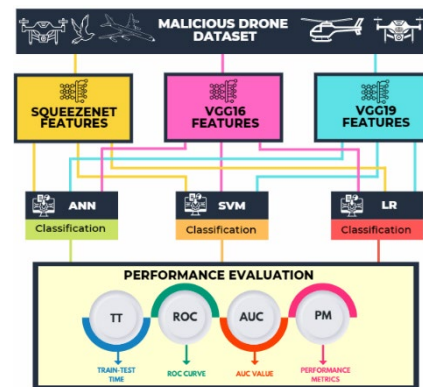 MALICIOUS DRONE
DATASET
SQUEEZENET
FEATURES
VGG16
FEATURES
VGG19
FEATURES
ANN
Classification
SVM
Classification
LR
Classification
PERFORMANCE EVALUATION
TT
ROC
AUC
PM
TRAIN-TEST
TIME
ROC CURVE
AUC VALUE
PERFORMANCE
METRICS